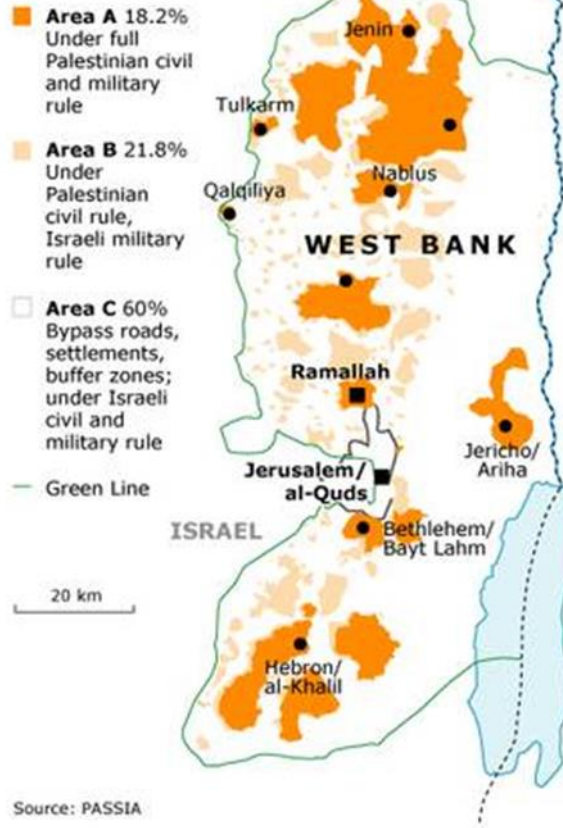 Area A 18.2%
Under full
Palestinian civil
and military
rule
Area B 21.8%
Under
Palestinian
civil rule,
Israeli military
rule
Area C 60%
Bypass roads,
settlements,
buffer zones;
under Israeli
civil and
military rule
Green Line
20 km
Source: PASSIA
Jenin
Tulkarm
Nablus
Qalqiliya
WEST BANK
Ramallah
Jericho/
Ariha
Jerusalem/
al-Quds
ISRAEL
Bethlehem/
Bayt Lahm
Hebron/
al-Khalil